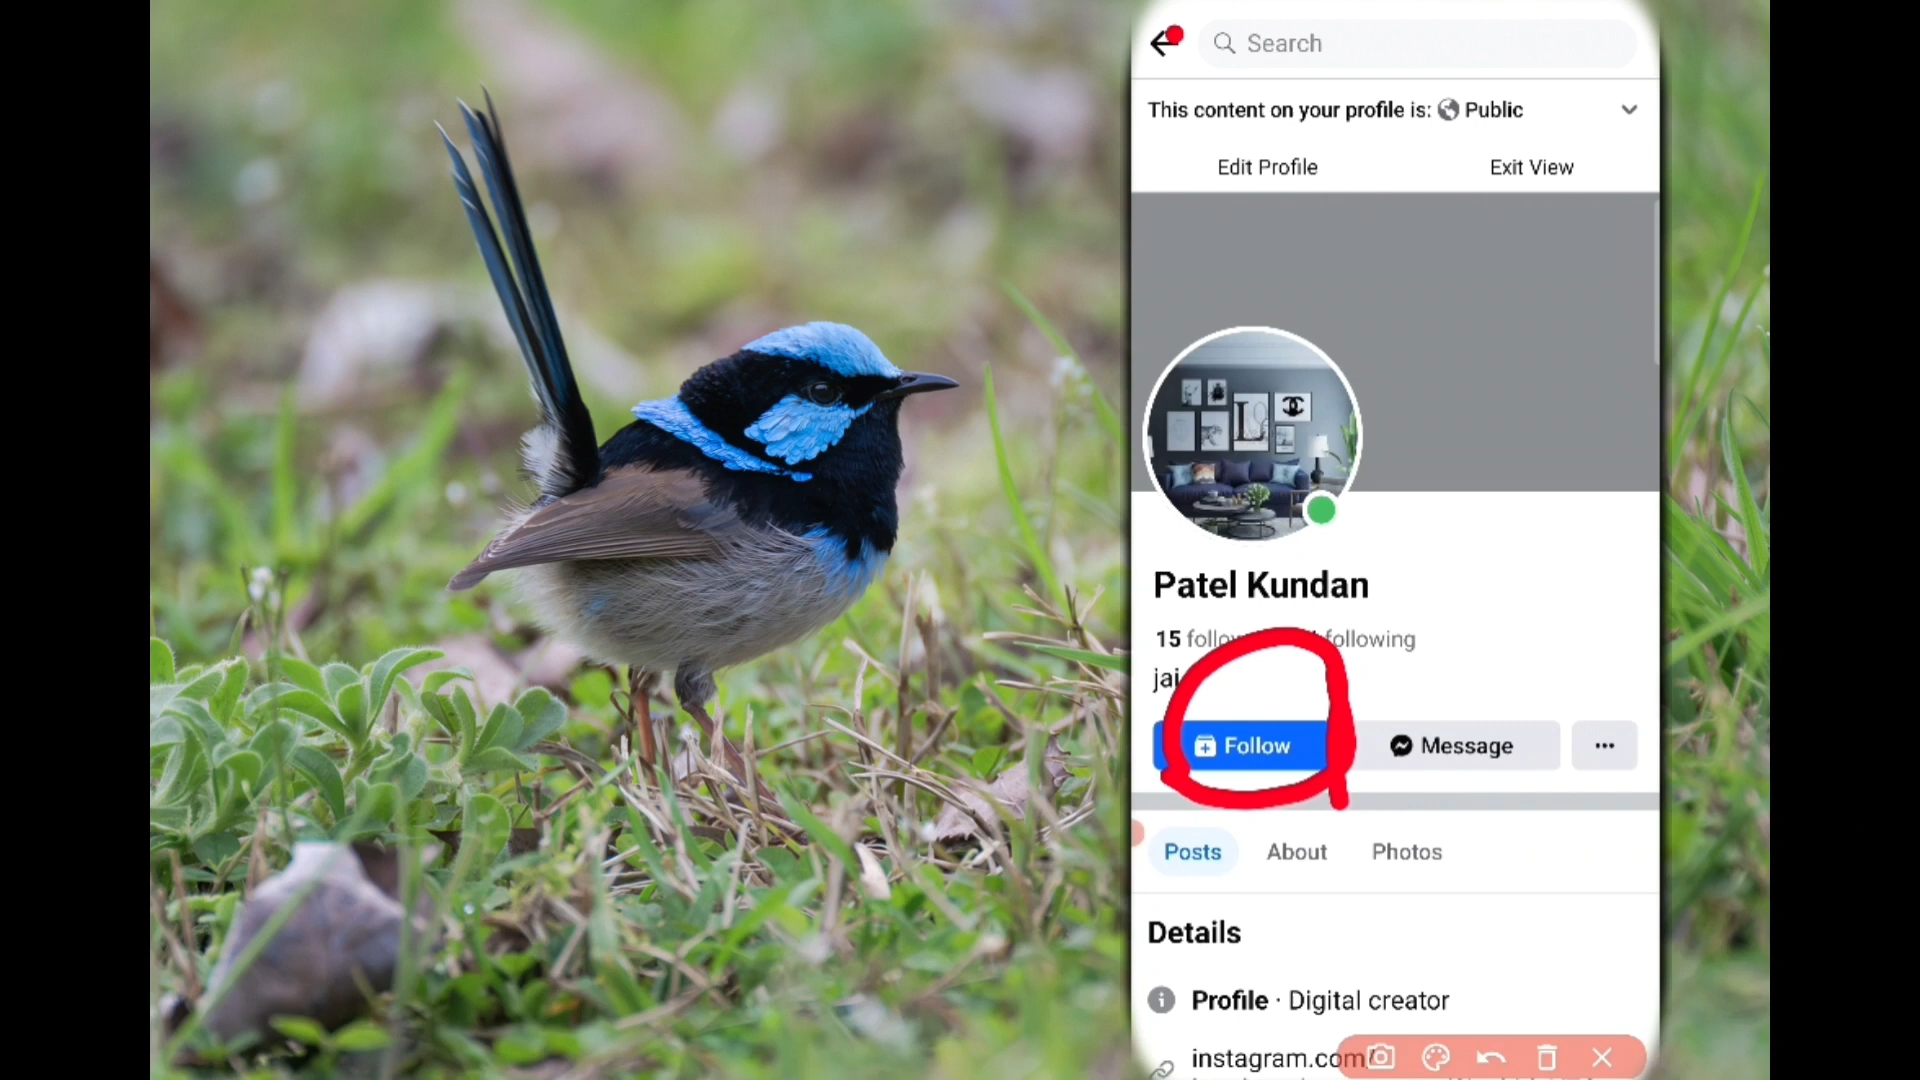 Search
This content on your profile is: Public
Edit Profile Exit View
Patel Kundan
15 following
jai
Follow Message
Posts About Photos
Details
Profile · Digital creator
instagram.com/